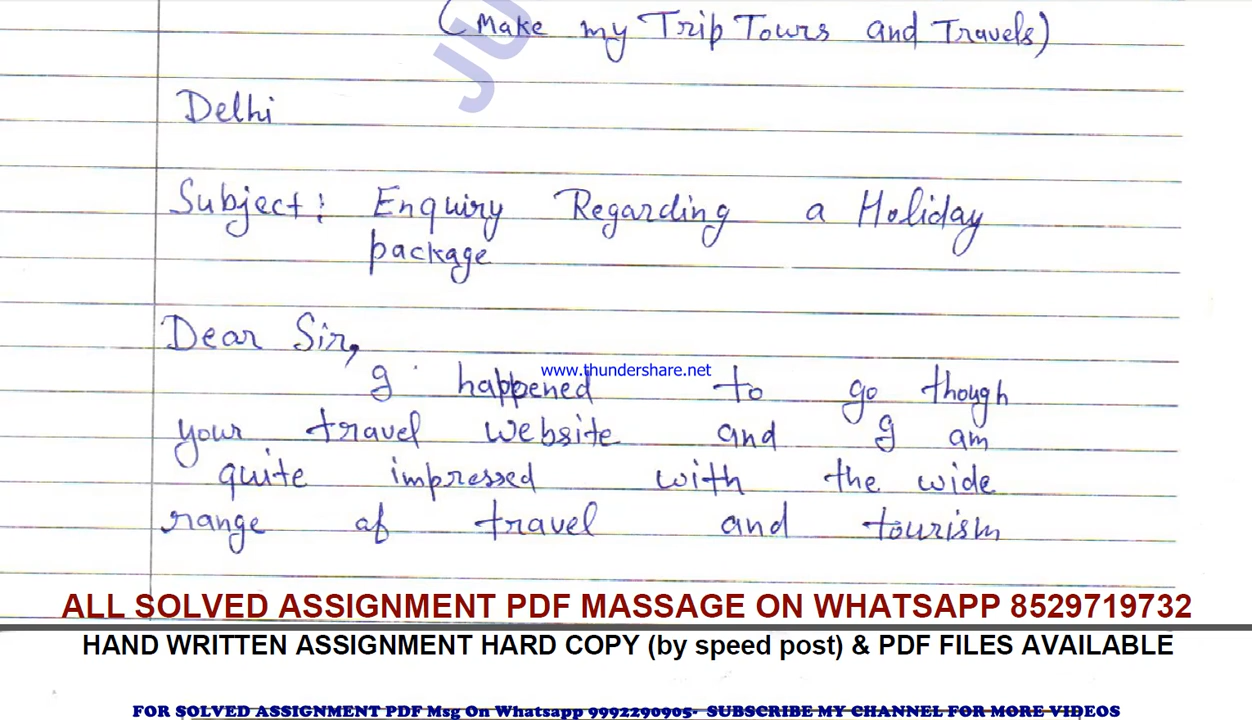 (Make my Trip Tours and Travels)
JU
Delhi
Subject: Enquiry Regarding a Holiday
package
Dear Sir,
www.thundershare.net
I happened to go though
your travel website and I am
quite impressed with the wide
range of travel and tourism
ALL SOLVED ASSIGNMENT PDF MASSAGE ON WHATSAPP 8529719732
HAND WRITTEN ASSIGNMENT HARD COPY (by speed post) & PDF FILES AVAILABLE
FOR SOLVED ASSIGNMENT PDF Msg On Whatsapp 9992290905- SUBSCRIBE MY CHANNEL FOR MORE VIDEOS